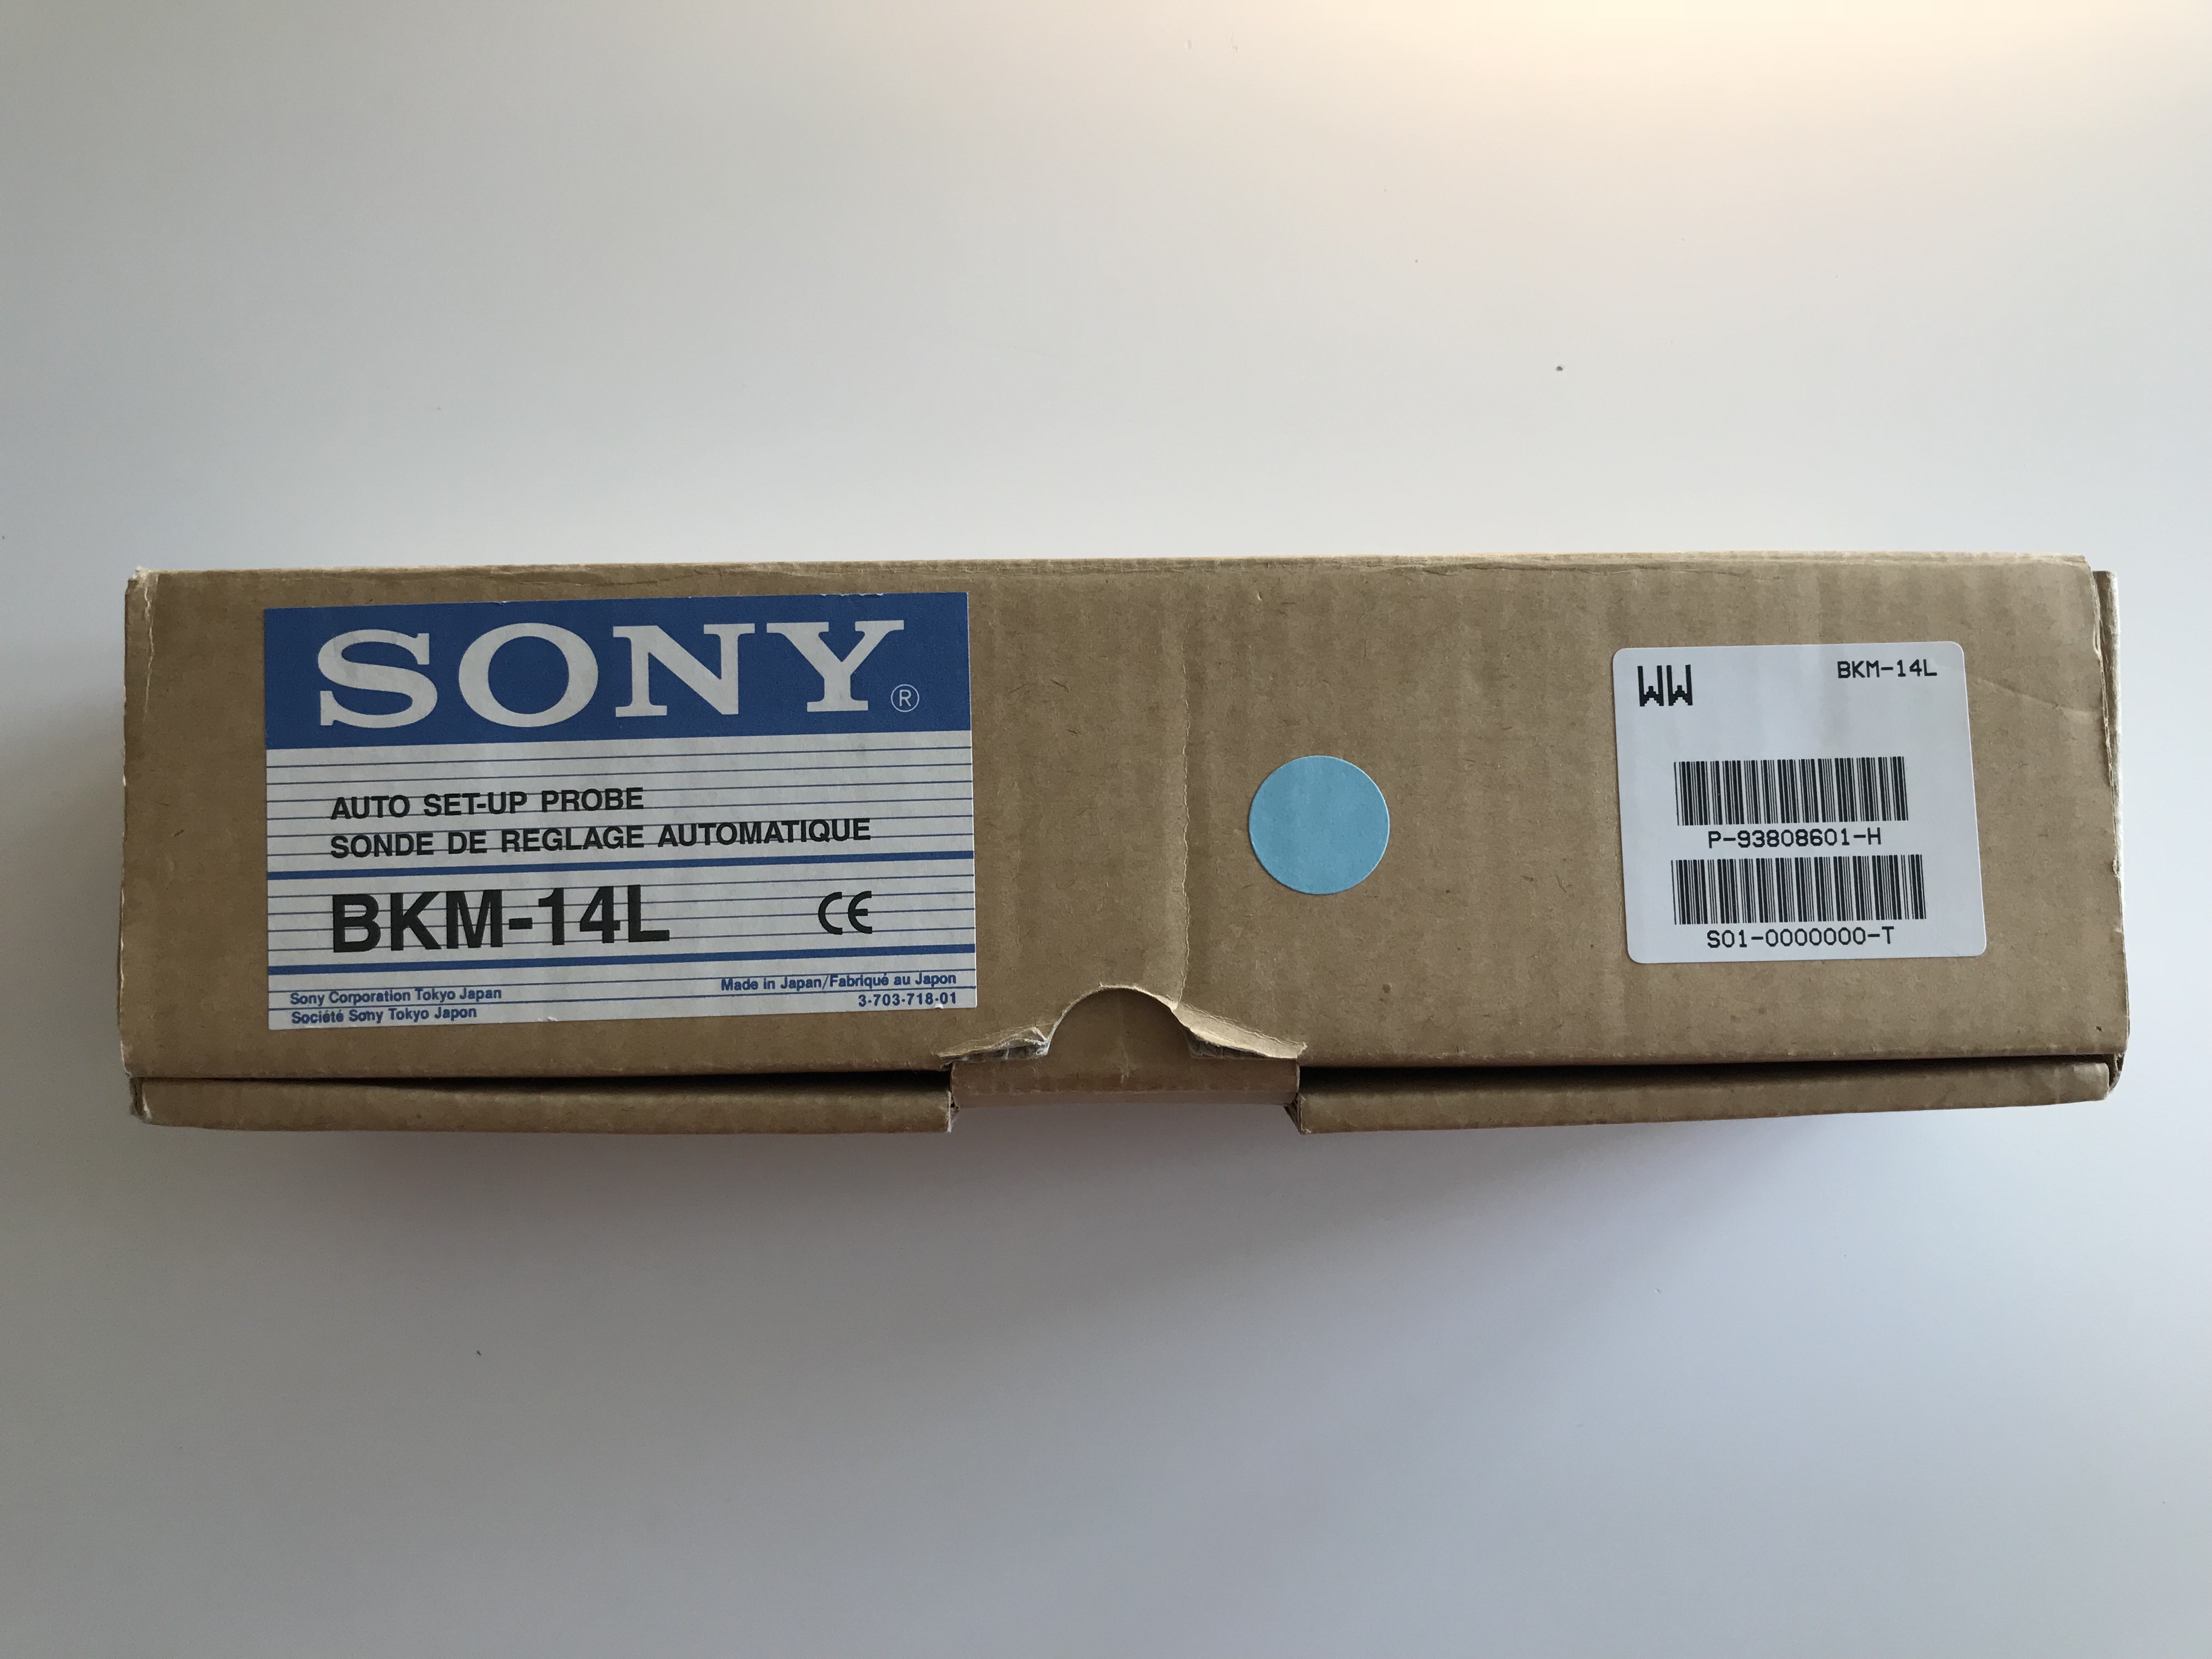 SONY®
AUTO SET-UP PROBE
SONDE DE REGLAGE AUTOMATIQUE
BKM-14L CE
Sony Corporation Tokyo Japan
Société Sony Tokyo Japon
Made in Japan/Fabriqué au Japon
3-703-718-01
WW BKM-14L
P-93808601-H
S01-0000000-T